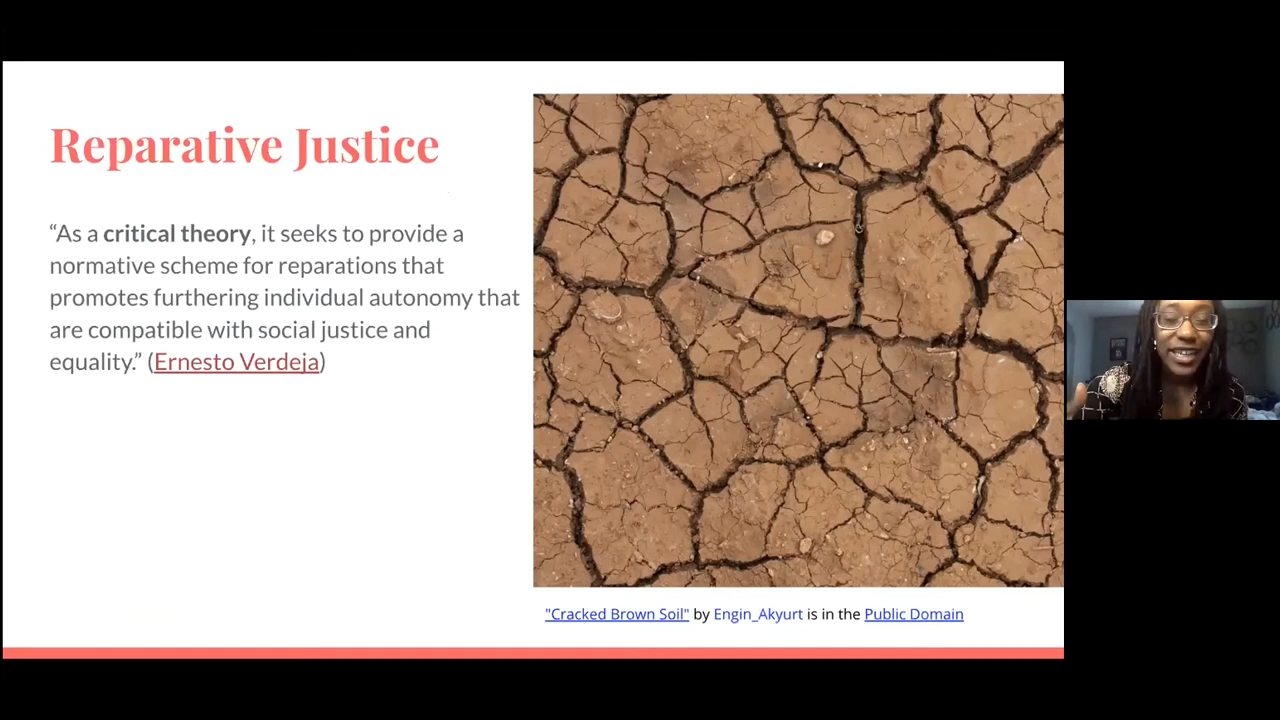 Reparative Justice
“As a critical theory, it seeks to provide a
normative scheme for reparations that
promotes furthering individual autonomy that
are compatible with social justice and
equality.” (Ernesto Verdeja)
"Cracked Brown Soil" by Engin_Akyurt is in the Public Domain